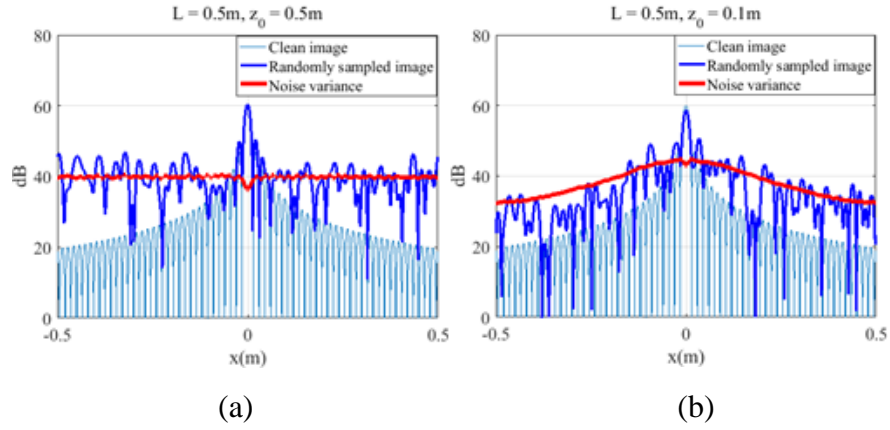 L = 0.5m, z_0 = 0.5m
80
60
40
20
0
dB
Clean image
Randomly sampled image
Noise variance
-0.5
0
0.5
x(m)
(a)
L = 0.5m, z_0 = 0.1m
80
60
40
20
0
dB
Clean image
Randomly sampled image
Noise variance
-0.5
0
0.5
x(m)
(b)